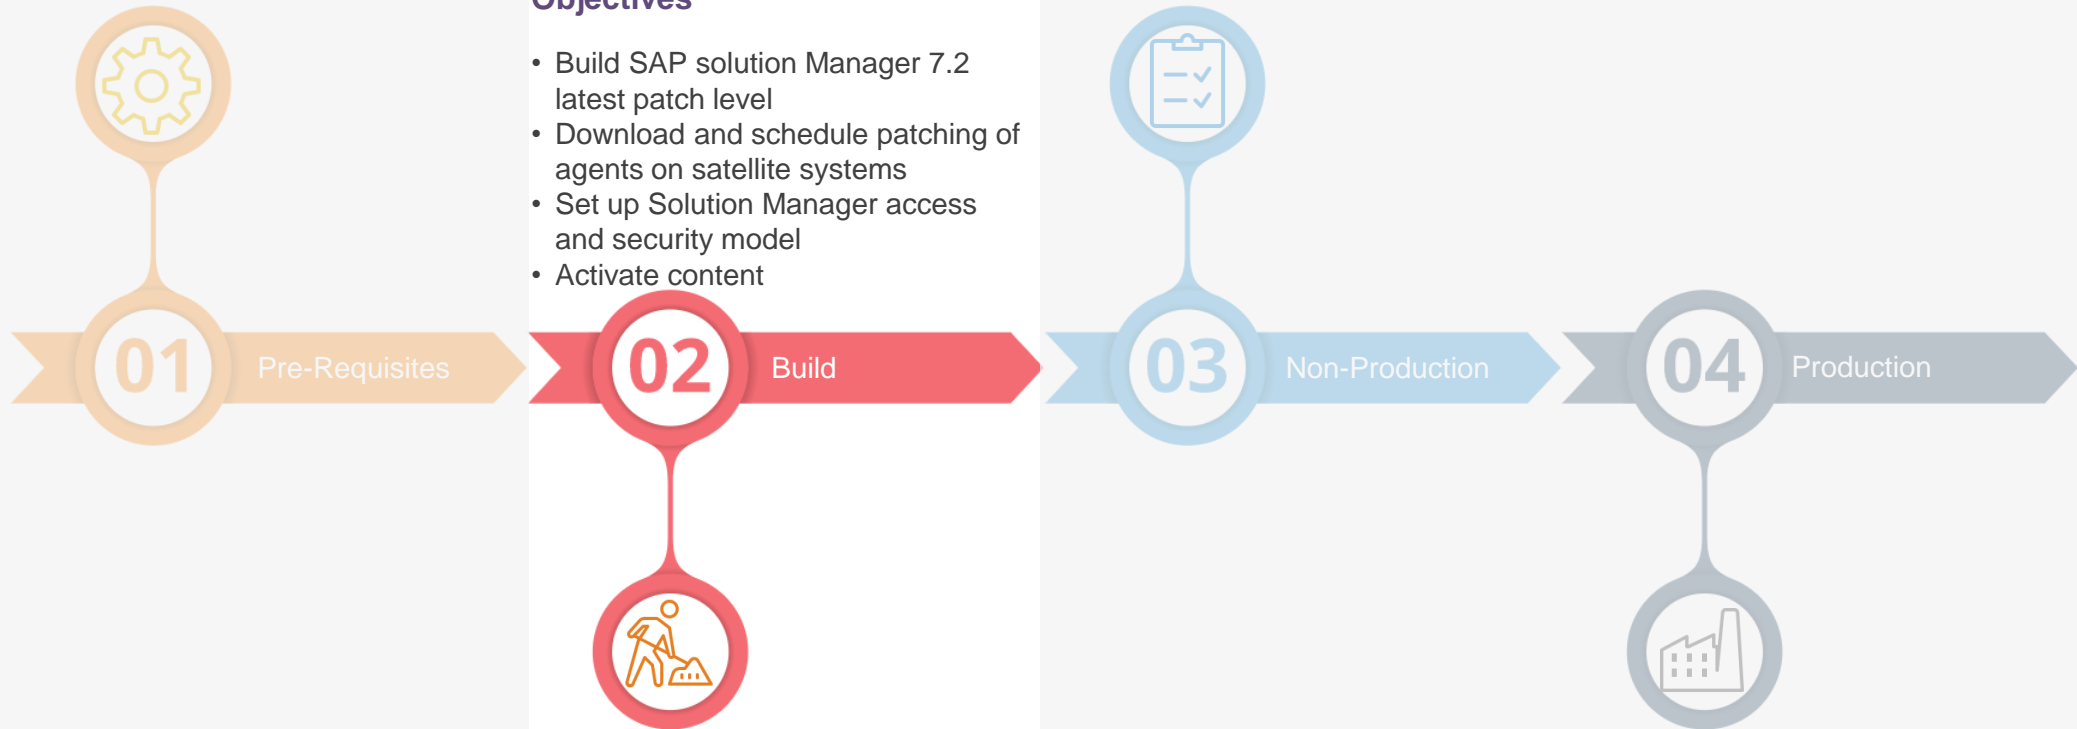 Objectives
• Build SAP solution Manager 7.2
latest patch level
• Download and schedule patching of
agents on satellite systems
• Set up Solution Manager access
and security model
• Activate content
01
Pre-Requisites
02
Build
03
Non-Production
04
Production